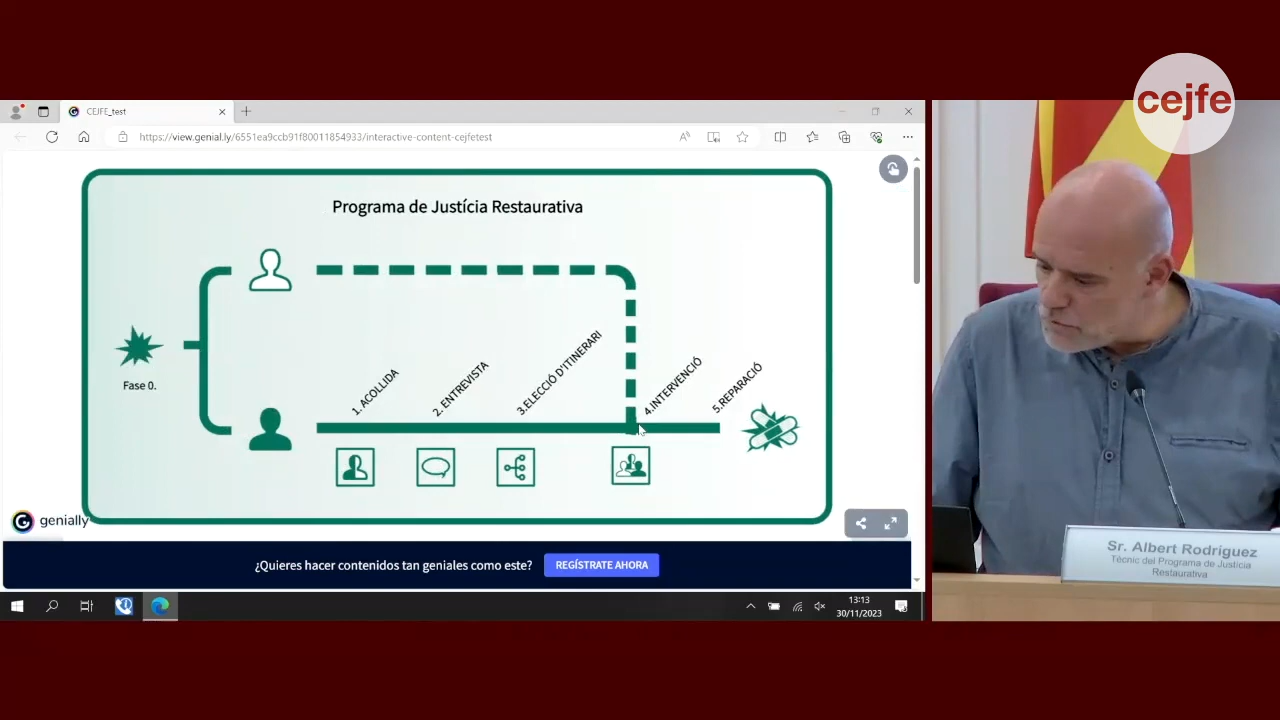 cejfe
CEJFE_test
https://view.genial.ly/6551ea9ccb91f80011854933/interactive-content-cejfetest
Programa de Justícia Restaurativa
Fase 0.
1. ACOLLIDA
2. ENTREVISTA
3.ELECCIÓ D'ITINERARI
4.INTERVENCIÓ
5.REPARACIÓ
genially
¿Quieres hacer contenidos tan geniales como este?
REGÍSTRATE AHORA
13:13
30/11/2023
Sr. Albert Rodríguez
Tècnic del Programa de Justícia
Restaurativa